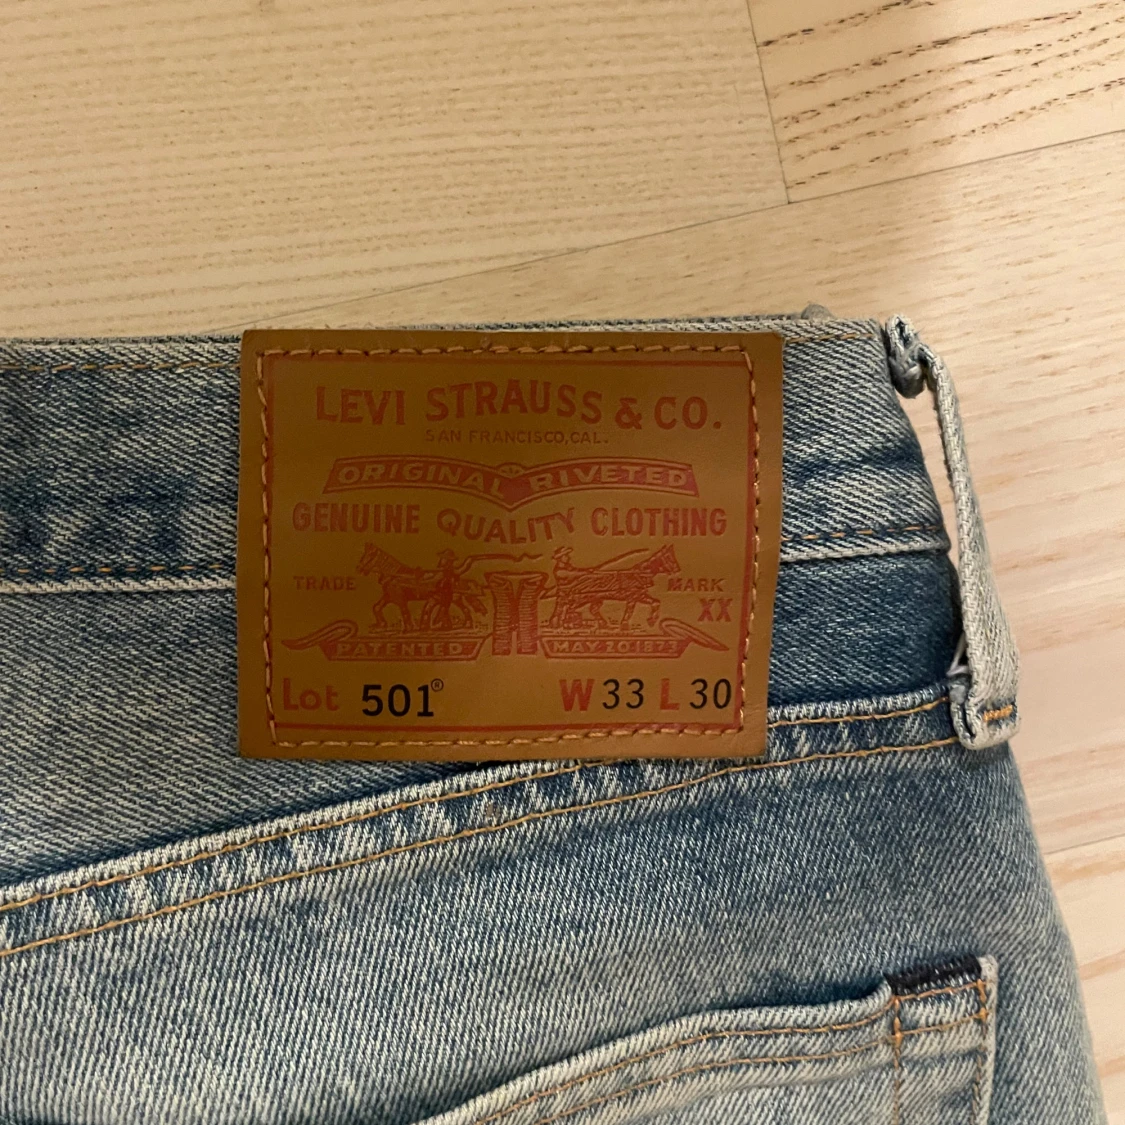 LEVI STRAUSS & CO.
SAN FRANCISCO, CAL.
ORIGINAL RIVETED
GENUINE QUALITY CLOTHING
TRADE MARK
XX
PATENTED MAY 20 1873
Lot 501® W 33 L 30